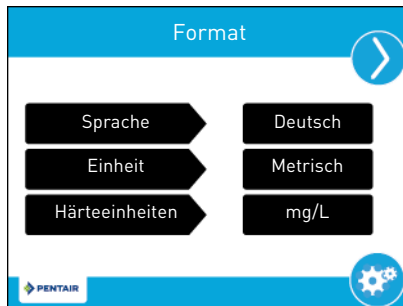 Format
Sprache Deutsch
Einheit Metrisch
Härteeinheiten mg/L
PENTAIR